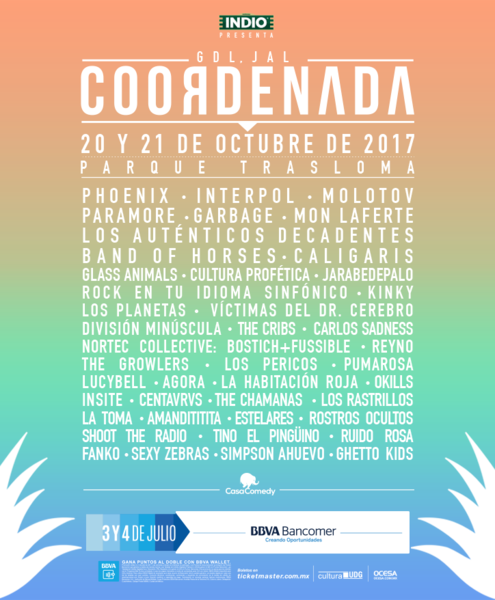 INDIO
PRESENTA
GDL, JAL
COORDENADA
20 Y 21 DE OCTUBRE DE 2017
PARQUE TRASLOMA
PHOENIX • INTERPOL • MOLOTOV
PARAMORE • GARBAGE • MON LAFERTE
LOS AUTÉNTICOS DECADENTES
BAND OF HORSES • CALIGARIS
GLASS ANIMALS • CULTURA PROFÉTICA • JARABEDEPALO
ROCK EN TU IDIOMA SINFÓNICO • KINKY
LOS PLANETAS • VÍCTIMAS DEL DR. CEREBRO
DIVISIÓN MINÚSCULA • THE CRIBS • CARLOS SADNESS
NORTEC COLLECTIVE: BOSTICH+FUSSIBLE • REYNO
THE GROWLERS • LOS PERICOS • PUMAROSA
LUCYBELL • AGORA • LA HABITACIÓN ROJA • OKILLS
INSITE • CENTAVRVS • THE CHAMANAS • LOS RASTRILLOS
LA TOMA • AMANDITITITA • ESTELARES • ROSTROS OCULTOS
SHOOT THE RADIO • TINO EL PINGÜINO • RUIDO ROSA
FANKO • SEXY ZEBRAS • SIMPSON AHUEVO • GHETTO KIDS
CasaComedy
3 Y 4 DE JULIO
BBVA Bancomer
Creando Oportunidades
BBVA
GANA PUNTOS AL DOBLE CON BBVA WALLET.
Boletos en
ticketmaster.com.mx
cultura UDG
OCESA